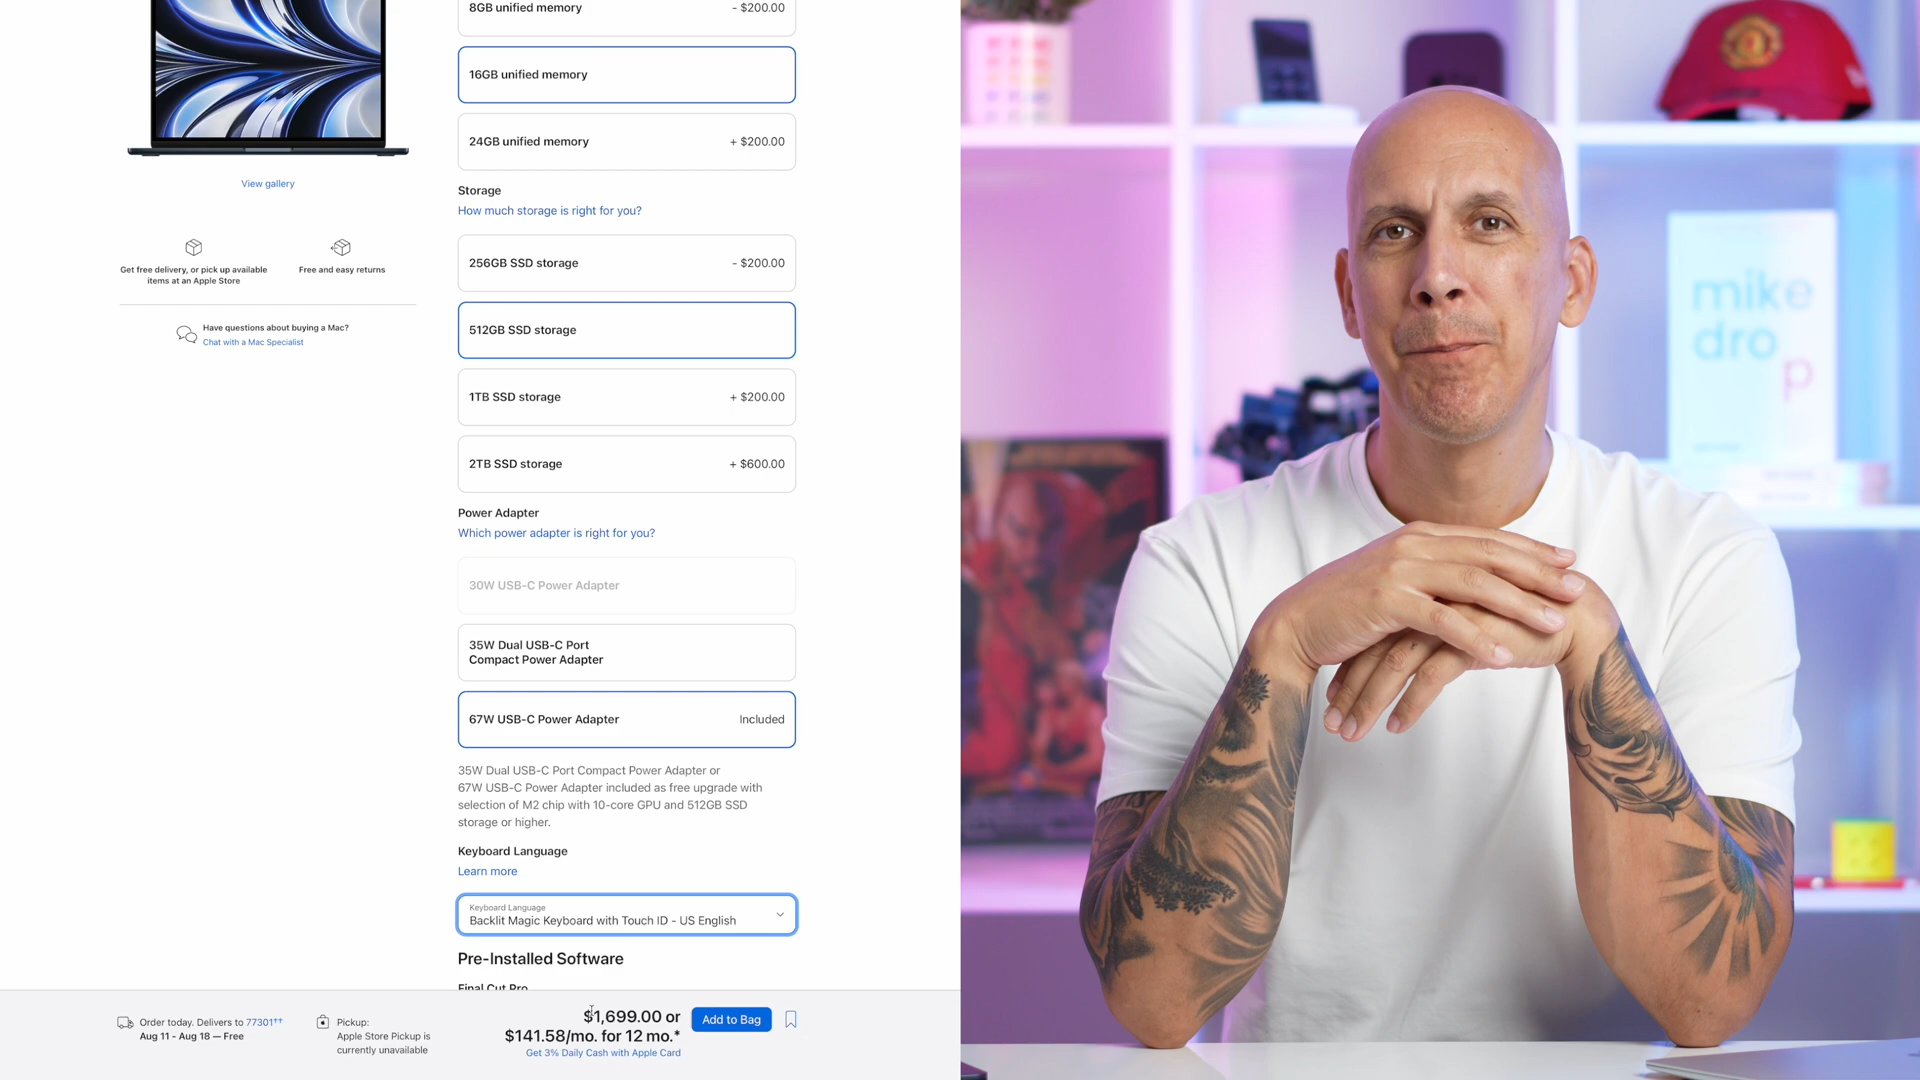 8GB unified memory - $200.00
16GB unified memory
24GB unified memory + $200.00
View gallery
Storage
How much storage is right for you?
Get free delivery, or pick up available
items at an Apple Store
Free and easy returns
256GB SSD storage - $200.00
Have questions about buying a Mac?
Chat with a Mac Specialist
512GB SSD storage
1TB SSD storage + $200.00
2TB SSD storage + $600.00
Power Adapter
Which power adapter is right for you?
30W USB-C Power Adapter
35W Dual USB-C Port
Compact Power Adapter
67W USB-C Power Adapter Included
35W Dual USB-C Port Compact Power Adapter or
67W USB-C Power Adapter included as free upgrade with
selection of M2 chip with 10-core GPU and 512GB SSD
storage or higher.
Keyboard Language
Learn more
Keyboard Language
Backlit Magic Keyboard with Touch ID - US English
Pre-Installed Software
Final Cut Pro
Order today. Delivers to 77301††
Aug 11 - Aug 18 — Free
Pickup:
Apple Store Pickup is
currently unavailable
$1,699.00 or
$141.58/mo. for 12 mo.*
Get 3% Daily Cash with Apple Card
Add to Bag
mike
dro
p